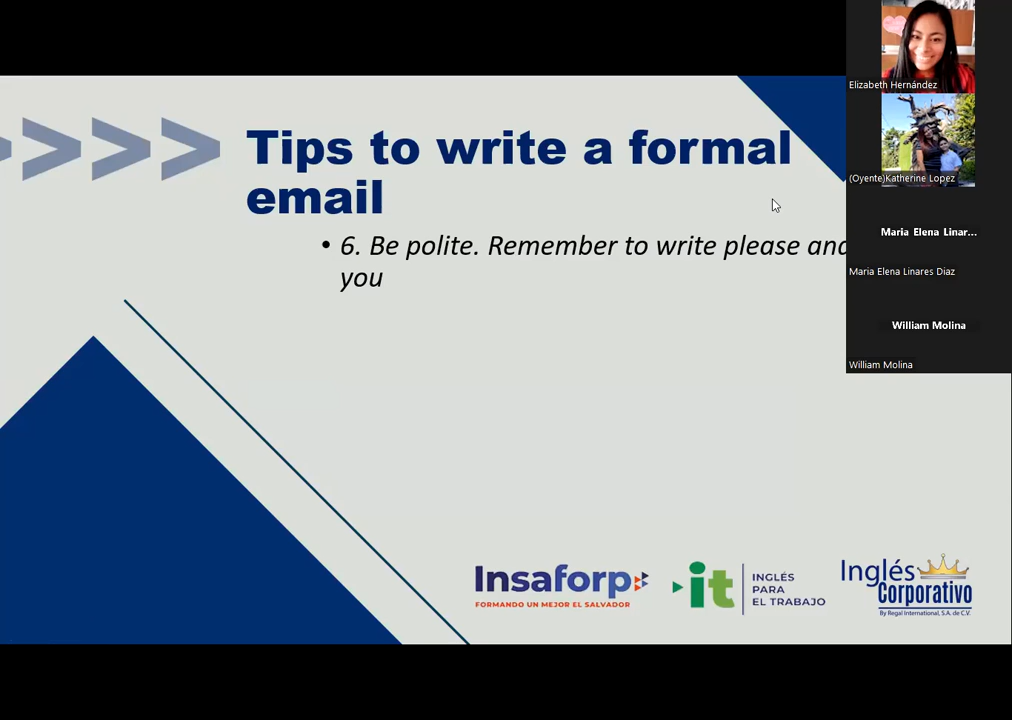 Tips to write a formal
email
• 6. Be polite. Remember to write please and
you
Elizabeth Hernández
(Oyente)Katherine Lopez
Maria Elena Linar...
Maria Elena Linares Diaz
William Molina
William Molina
Insaforp
FORMANDO UN MEJOR EL SALVADOR
it
INGLÉS
PARA
EL TRABAJO
Inglés
Corporativo
By Regal International, S.A. de C.V.